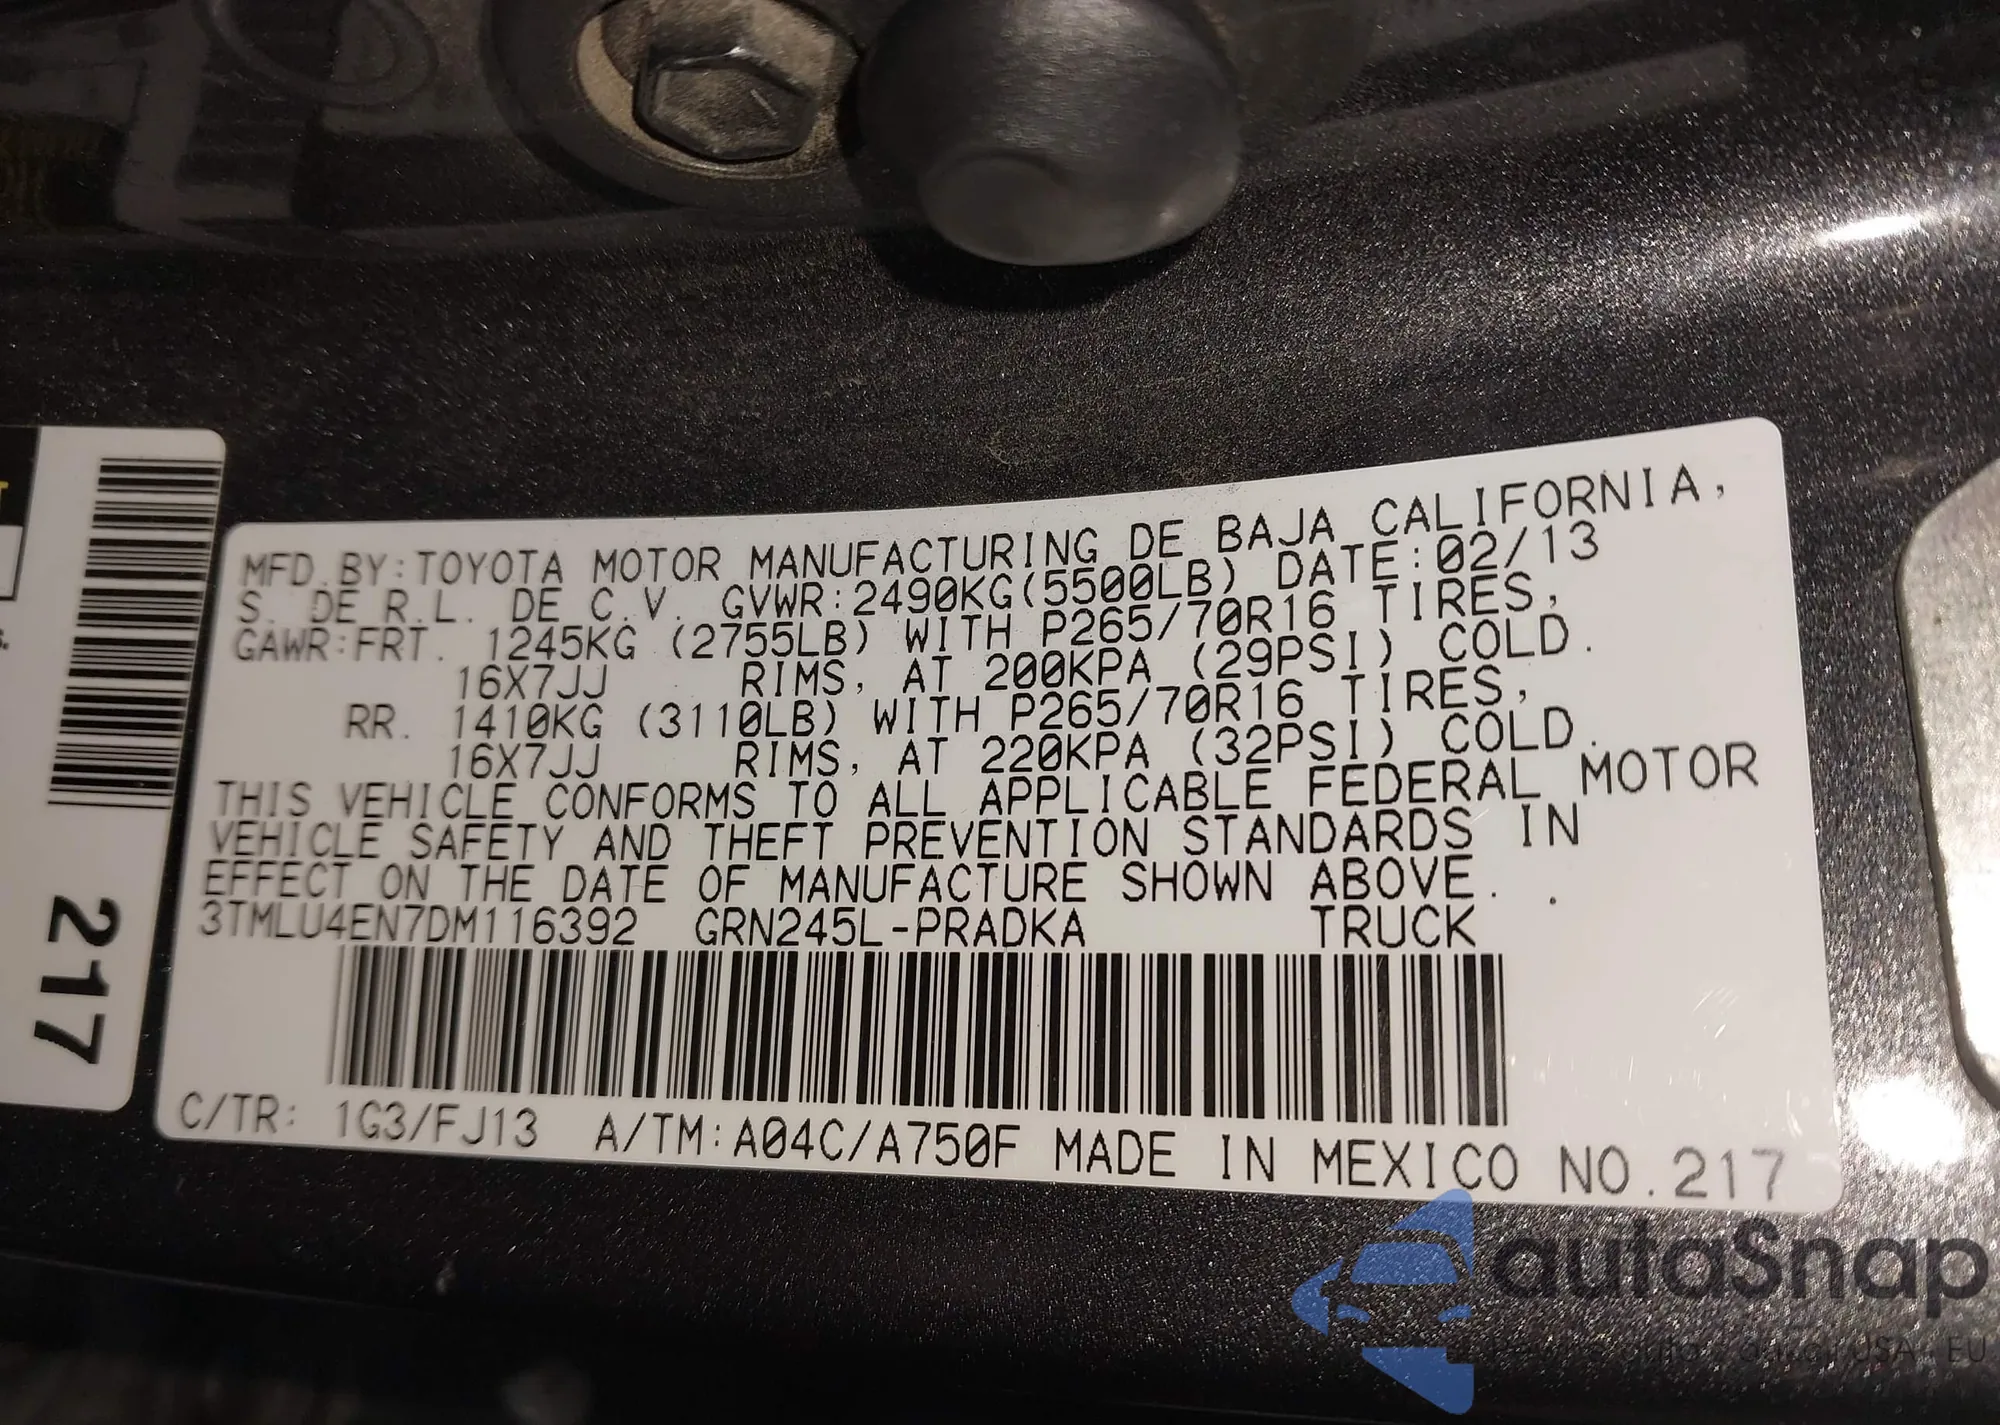 MFD.BY:TOYOTA MOTOR MANUFACTURING DE BAJA CALIFORNIA,
S. DE R.L. DE C.V. GVWR:2490KG(5500LB) DATE:02/13
GAWR:FRT. 1245KG (2755LB) WITH P265/70R16 TIRES,
16X7JJ RIMS, AT 200KPA (29PSI) COLD.
RR. 1410KG (3110LB) WITH P265/70R16 TIRES,
16X7JJ RIMS, AT 220KPA (32PSI) COLD.
THIS VEHICLE CONFORMS TO ALL APPLICABLE FEDERAL MOTOR
VEHICLE SAFETY AND THEFT PREVENTION STANDARDS IN
EFFECT ON THE DATE OF MANUFACTURE SHOWN ABOVE.
3TMLU4EN7DM116392 GRN245L-PRADKA TRUCK
C/TR: 1G3/FJ13 A/TM:A04C/A750F MADE IN MEXICO NO.217
217
autaSnap
USA - EU